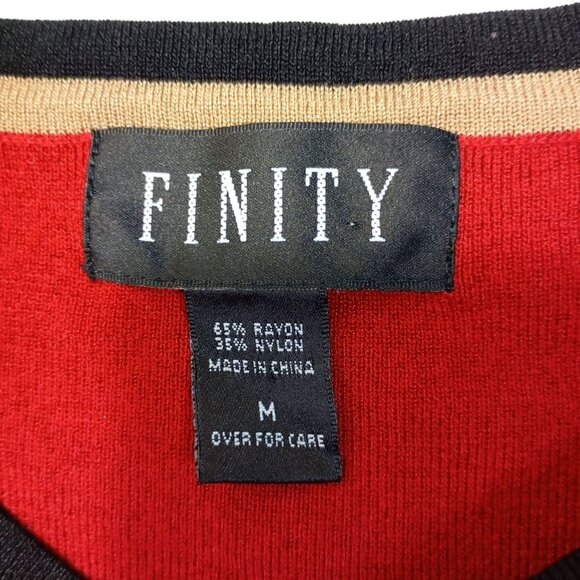 FINITY
65% RAYON
35% NYLON
MADE IN CHINA
M
OVER FOR CARE